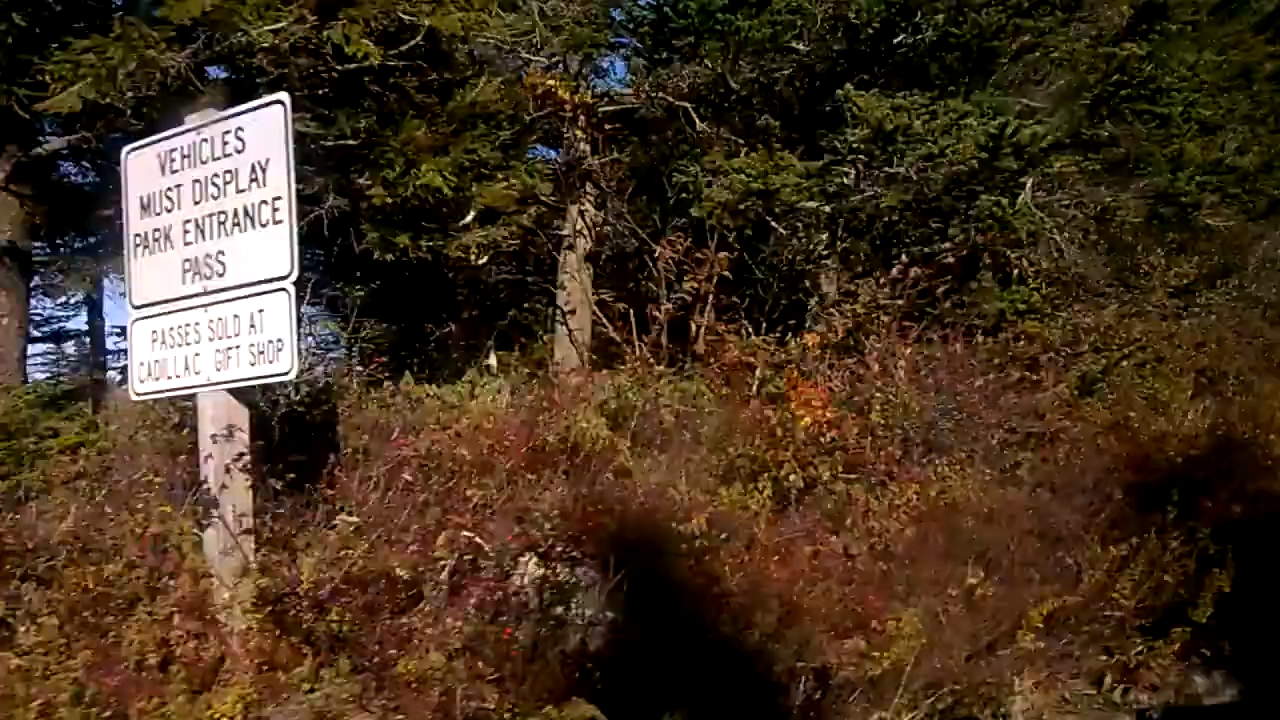 VEHICLES
MUST DISPLAY
PARK ENTRANCE
PASS
PASSES SOLD AT
CADILLAC GIFT SHOP